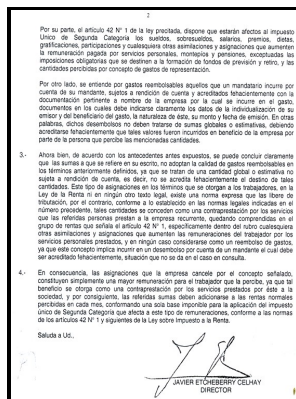 2
Por su parte, el artículo 42 N° 1 de la ley precitada, dispone que estarán afectos al impuesto
Único de Segunda Categoría los sueldos, sobresueldos, salarios, premios, dietas,
gratificaciones, participaciones y cualesquiera otras asimilaciones y asignaciones que aumenten
la remuneración pagada por servicios personales, montepíos y pensiones, exceptuadas las
imposiciones obligatorias que se destinen a la formación de fondos de previsión y retiro, y las
cantidades percibidas por concepto de gastos de representación.
Por otro lado, se entiende por gastos reembolsables aquellos que un mandatario incurre por
cuenta de su mandante, sujetos a rendición de cuenta y acreditados fehacientemente con la
documentación pertinente a nombre de la empresa por la cual se incurre en el gasto,
documentos en los cuales debe indicarse claramente los datos de la individualización de su
emisor y del beneficiario del gasto, la naturaleza de éste, su monto y fecha de emisión. En otras
palabras, dichos desembolsos no deben tratarse de sumas globales o estimativas, debiendo
acreditarse fehacientemente que tales valores fueron incurridos en beneficio de la empresa por
parte de la persona que percibe las mencionadas cantidades.
3.- Ahora bien, de acuerdo con los antecedentes antes expuestos, se puede concluir claramente
que las sumas a que se refiere en su escrito, no adoptan la calidad de gastos reembolsables en
los términos anteriormente definidos, ya que se tratan de una cantidad global o estimativa no
sujeta a rendición de cuenta, es decir, no se acredita fehacientemente el destino de tales
cantidades. Este tipo de asignaciones en los términos que se otorgan a los trabajadores, en la
Ley de la Renta ni en ningún otro texto legal, existe una norma expresa que las libere de
tributación, por el contrario, conforme a lo establecido en las normas legales indicadas en el
número precedente, tales cantidades se conceden como una contraprestación por los servicios
que las referidas personas prestan a la empresa recurrente, quedando comprendidas en el
grupo de rentas que señala el artículo 42 N° 1, específicamente dentro del rubro cualesquiera
otras asimilaciones y asignaciones que aumenten las remuneraciones del trabajador por los
servicios personales prestados, y en ningún caso considerarse como un reembolso de gastos,
ya que este concepto implica incurrir en un desembolso por cuenta de un mandante el cual debe
ser acreditado fehacientemente, situación que no se da en el caso en consulta.
4.- En consecuencia, las asignaciones que la empresa cancele por el concepto señalado,
constituyen simplemente una mayor remuneración para el trabajador que la percibe, ya que tal
beneficio se otorga como una contraprestación por los servicios prestados por éste a la
sociedad, y por consiguiente, las referidas sumas deben adicionarse a las rentas normales
percibidas en cada mes, conformando una sola base imponible para la aplicación del impuesto
único de Segunda Categoría que afecta a este tipo de remuneraciones, conforme a las normas
de los artículos 42 N° 1 y siguientes de la Ley sobre Impuesto a la Renta.
Saluda a Ud.,
JAVIER ETCHEBERRY CELHAY
DIRECTOR